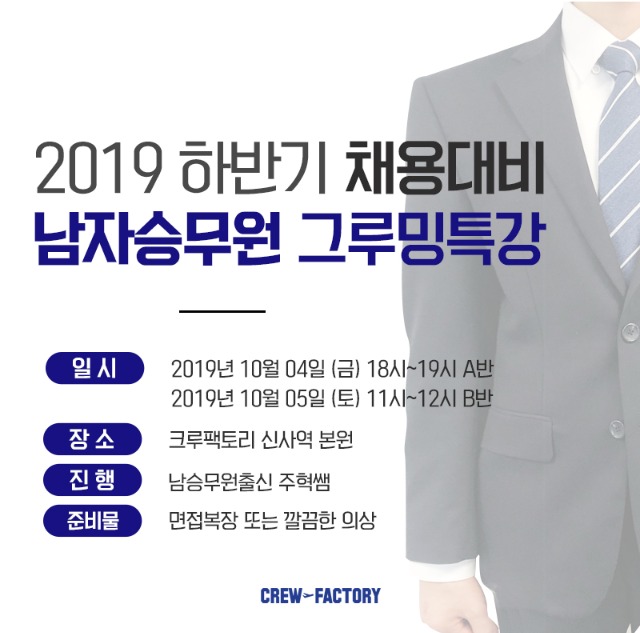 2019 하반기 채용대비
남자승무원 그루밍특강
일 시
2019년 10월 04일 (금) 18시~19시 A반
2019년 10월 05일 (토) 11시~12시 B반
장 소
크루팩토리 신사역 본원
진 행
남승무원출신 주혁쌤
준비물
면접복장 또는 깔끔한 의상
CREW FACTORY